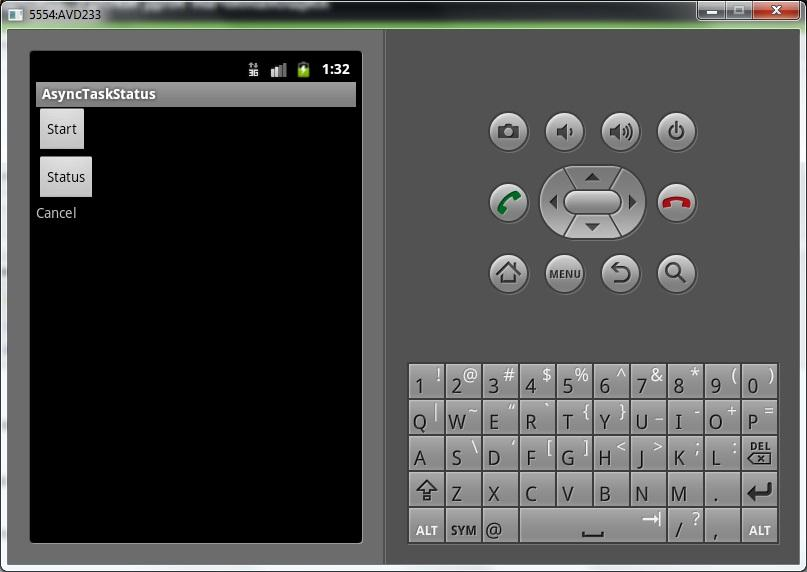 5554:AVD233
3G 1:32
AsyncTaskStatus
Start
Status
Cancel
MENU
1 ! 2 @ 3 # 4 $ 5 % 6 ^ 7 & 8 * 9 ( 0 )
Q | W ~ E “ R ` T { Y } U _ I - O + P =
A S \ D ‘ F [ G ] H < J > K ; L : DEL
Z X C V B N M .
ALT SYM @ / ? , ALT